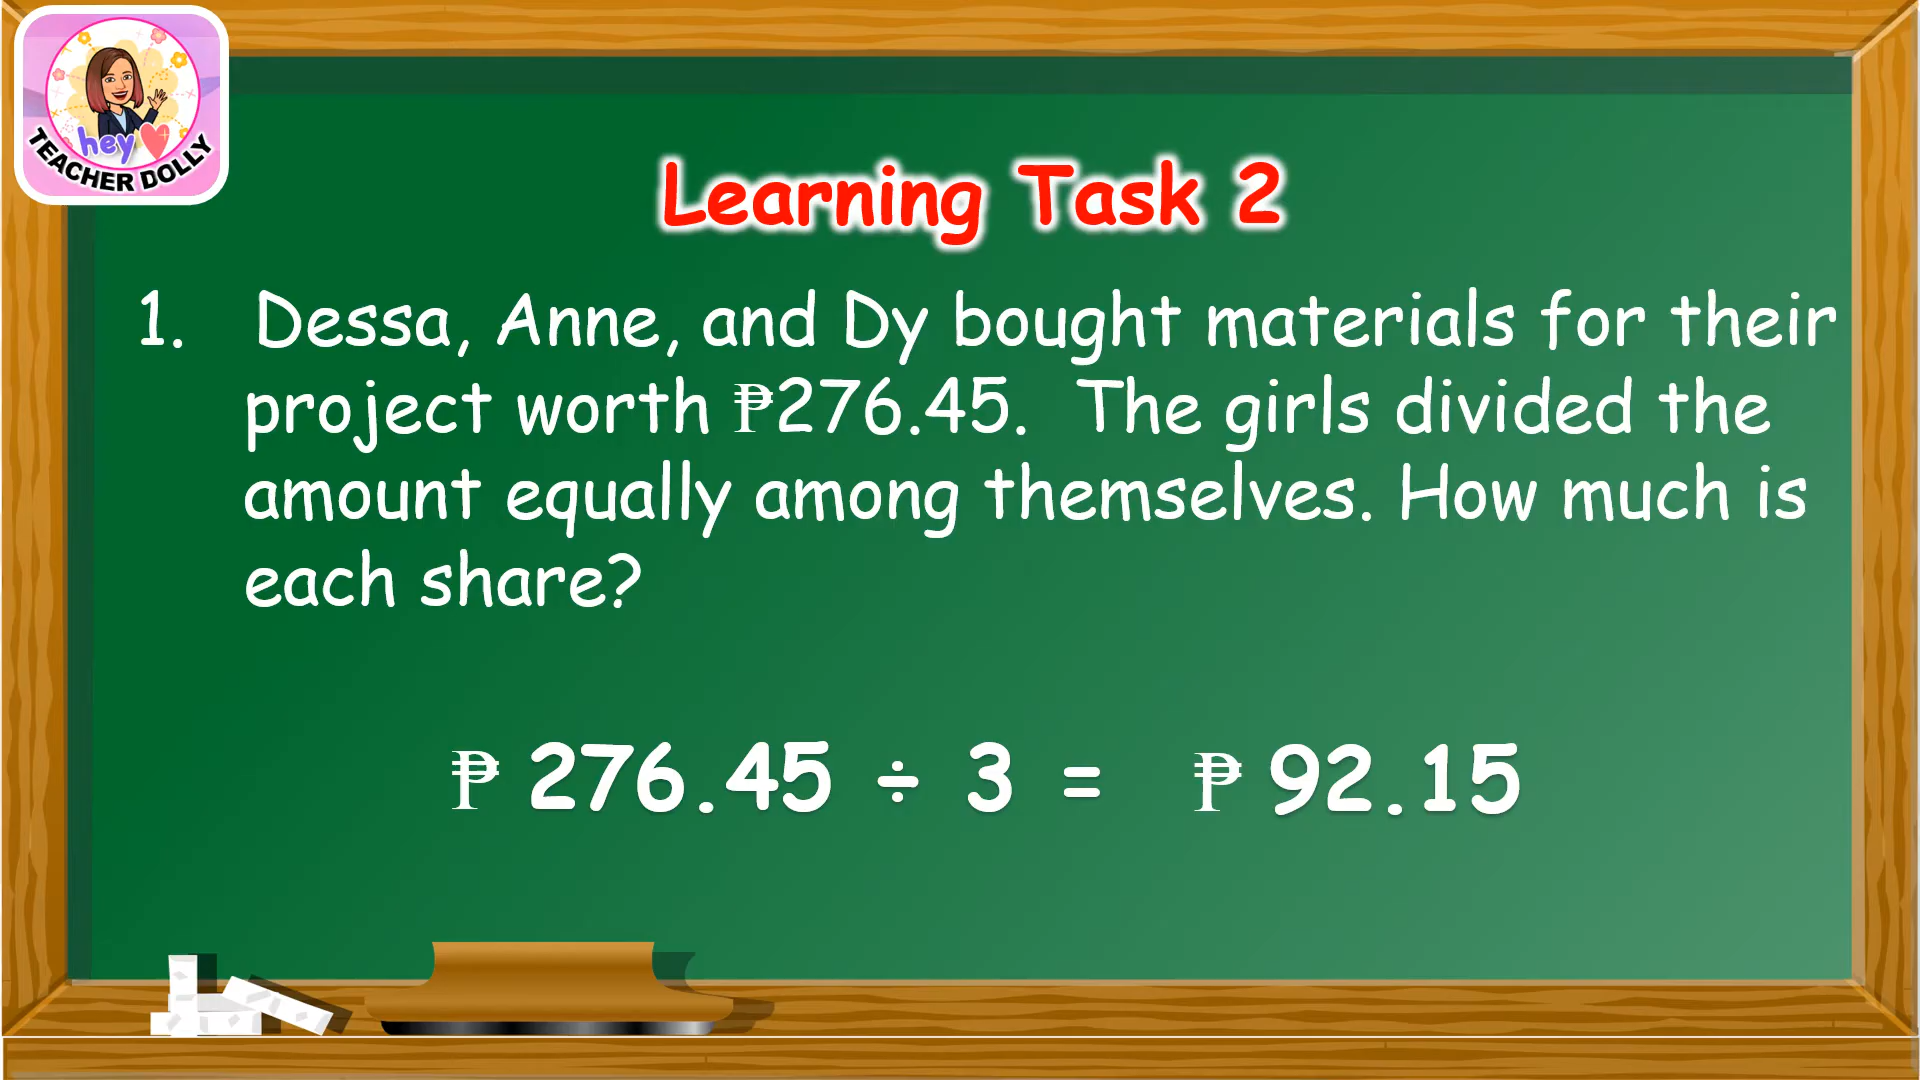 hey
TEACHER DOLLY
Learning Task 2
1. Dessa, Anne, and Dy bought materials for their
project worth ₱276.45. The girls divided the
amount equally among themselves. How much is
each share?
₱ 276.45 ÷ 3 = ₱ 92.15